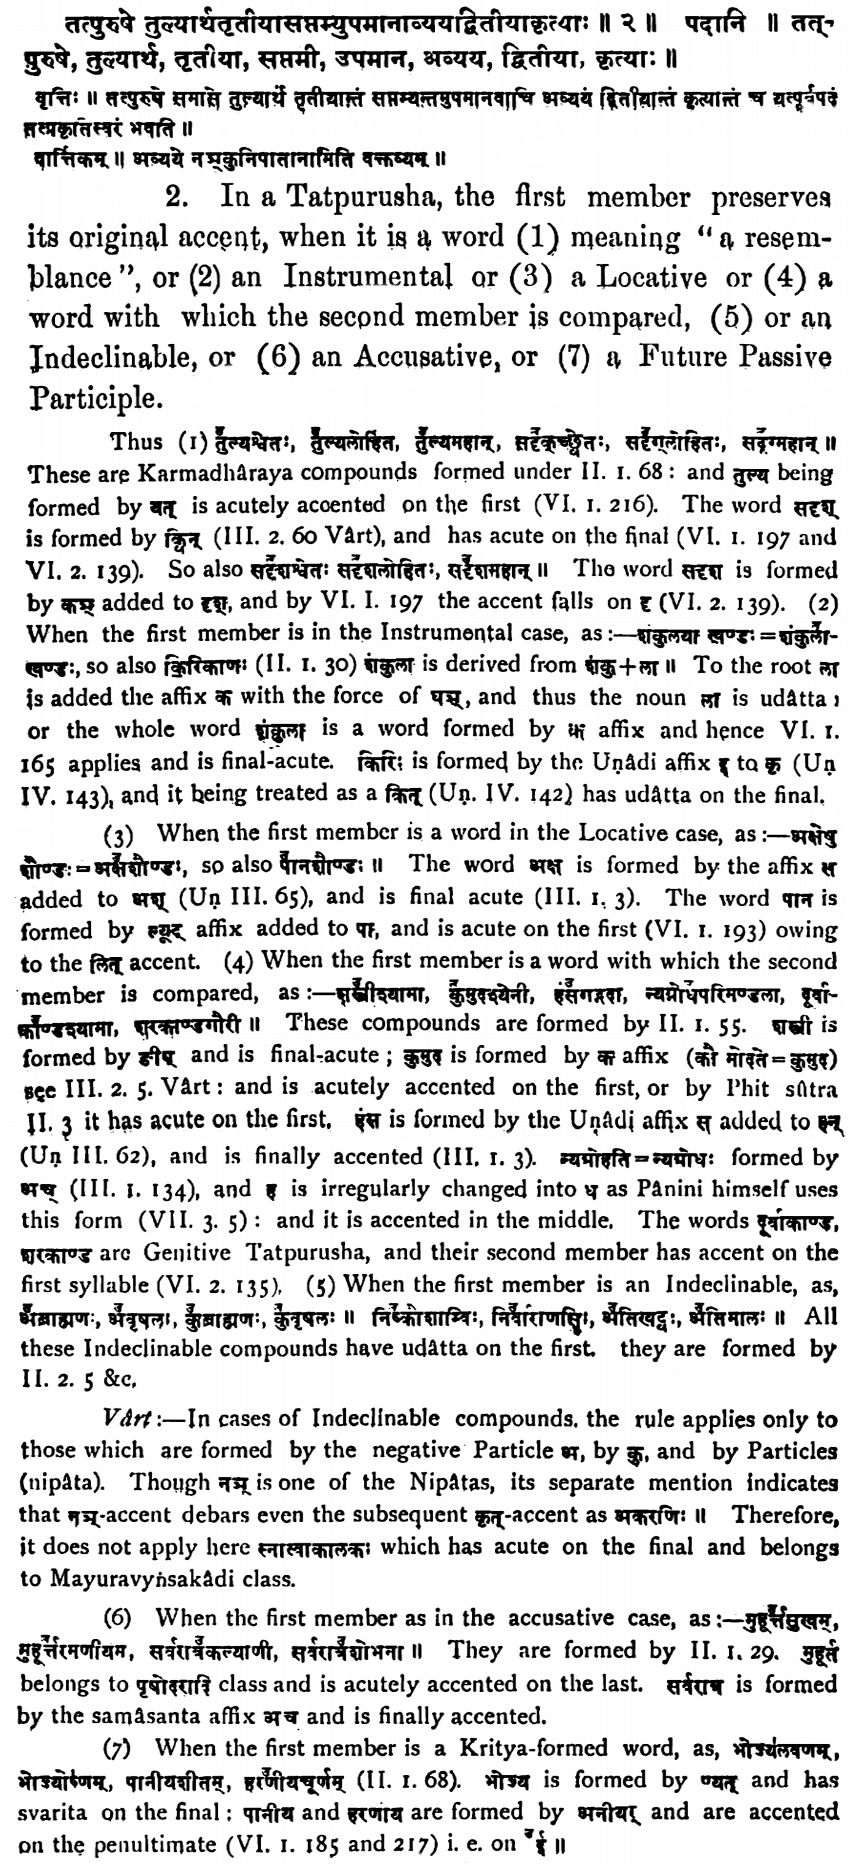 तत्पुरुषे तुल्यार्थतृतीयासप्तम्युपमानाव्ययद्वितीयाकृत्याः ॥ २ ॥ पदानि ॥ तत्-
पुरुषे, तुल्यार्थ, तृतीया, सप्तमी, उपमान, अव्यय, द्वितीया, कृत्याः ॥
वृत्तिः ॥ तत्पुरुषे समासे तुल्यार्थे तृतीयान्तं सप्तम्यन्तमुपमानवाचि अव्ययं द्वितीयान्तं कृत्यान्तं च यत्पूर्वपदं
तत्प्रकृतिस्वरं भवति ॥
वार्त्तिकम् ॥ अव्यये नञ्कुनिपातानामिति वक्तव्यम् ॥
2. In a Tatpurusha, the first member preserves
its original accent, when it is a word (1) meaning "a resem-
blance", or (2) an Instrumental or (3) a Locative or (4) a
word with which the second member is compared, (5) or an
Indeclinable, or (6) an Accusative, or (7) a Future Passive
Participle.
Thus (1) तु॑ल्यश्वेतः, तु॑ल्यलोहित, तु॑ल्यमहान्, सदृ॑क्च्छ्वेतः, सदृ॑ग्लोहितः, सदृ॑ग्महान् ॥
These are Karmadhâraya compounds formed under II. 1. 68 : and तुल्य being
formed by यत् is acutely accented on the first (VI. 1. 216). The word सदृश्
is formed by क्विन् (III. 2. 60 Vârt), and has acute on the final (VI. 1. 197 and
VI. 2. 139). So also सदृ॑शश्वेतः सदृ॑शलोहितः, सदृ॑शमहान् ॥ The word सदृश is formed
by कञ् added to दृश्, and by VI. I. 197 the accent falls on दृ (VI. 2. 139). (2)
When the first member is in the Instrumental case, as :—शंकुलया खण्डः = शंकुला॑-
खण्डः, so also किरिकाणः (II. 1. 30) शंकुला is derived from शंकु + ला ॥ To the root ला
is added the affix क with the force of घञ्, and thus the noun ला is udâtta ;
or the whole word शंकुला is a word formed by क affix and hence VI. 1.
165 applies and is final-acute. किरिः is formed by the Uṇâdi affix इ to कृ (Uṇ
IV. 143), and it being treated as a कित् (Uṇ. IV. 142) has udâtta on the final.
(3) When the first member is a word in the Locative case, as :—अक्षेषु
शौण्डः = अक्ष॑शौण्डः, so also पा॑नशौण्डः ॥ The word अक्ष is formed by the affix स
added to अश् (Uṇ III. 65), and is final acute (III. 1. 3). The word पान is
formed by ल्यूट् affix added to पा, and is acute on the first (VI. 1. 193) owing
to the लित् accent. (4) When the first member is a word with which the second
member is compared, as :—शस्त्री॑श्यामा, कु॑मुदश्येनी, हंस॑गद्गदा, न्यग्रो॑धपरिमण्डला, दूर्वा-
का॑ण्डश्यामा, शरका॑ण्डगौरी ॥ These compounds are formed by II. 1. 55. शस्त्री is
formed by ङीष् and is final-acute ; कुमुद is formed by क affix (कौ मोदते = कुमुद)
see III. 2. 5. Vârt : and is acutely accented on the first, or by Phit sûtra
II. 3 it has acute on the first. हंस is formed by the Uṇâdi affix स added to हन्
(Uṇ III. 62), and is finally accented (III. 1. 3). न्यग्रोहति = न्यग्रोधः formed by
अच् (III. 1. 134), and ह is irregularly changed into ध as Pânini himself uses
this form (VII. 3. 5) : and it is accented in the middle. The words दूर्वाकाण्ड,
शरकाण्ड are Genitive Tatpurusha, and their second member has accent on the
first syllable (VI. 2. 135). (5) When the first member is an Indeclinable, as,
अ॑ब्राह्मणः, अ॑वृषलः, कु॑ब्राह्मणः, कु॑वृषलः ॥ नि॑ष्कोशाम्बिः, नि॑र्वाराणसिः, अ॑तिखट्वः, अ॑तिमालः ॥ All
these Indeclinable compounds have udâtta on the first. they are formed by
II. 2. 5 &c.
Vârt :—In cases of Indeclinable compounds. the rule applies only to
those which are formed by the negative Particle अ, by कु, and by Particles
(nipâta). Though नञ् is one of the Nipâtas, its separate mention indicates
that नञ्-accent debars even the subsequent कृत्-accent as अकरणिः ॥ Therefore,
it does not apply here स्नात्वाकालकः which has acute on the final and belongs
to Mayuravyńsakâdi class.
(6) When the first member as in the accusative case, as :—मुहूर्त्त॑सुखम्,
मुहूर्त्त॑रमणीयम, सर्वरात्र॑कल्याणी, सर्वरात्र॑शोभना ॥ They are formed by II. 1. 29. मुहूर्त
belongs to पृषोदरादि class and is acutely accented on the last. सर्वरात्र is formed
by the samâsanta affix अच and is finally accented.
(7) When the first member is a Kritya-formed word, as, भोज्यलवणम्,
भोज्योष्णम्, पानीयशीतम्, हरणी॑यचूर्णम् (II. 1. 68). भोज्य is formed by ण्यत् and has
svarita on the final : पानीय and हरणाय are formed by अनीयर् and are accented
on the penultimate (VI. 1. 185 and 217) i. e. on ई॑ ॥